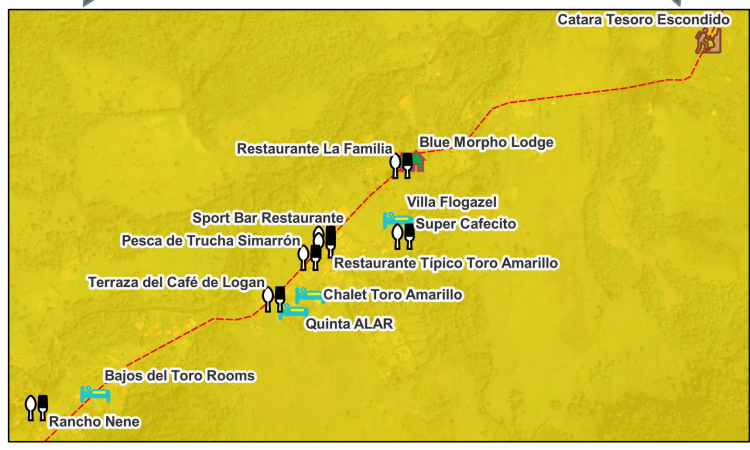 Catara Tesoro Escondido
Restaurante La Familia
Blue Morpho Lodge
Villa Flogazel
Sport Bar Restaurante
Super Cafecito
Pesca de Trucha Simarrón
Restaurante Típico Toro Amarillo
Terraza del Café de Logan
Chalet Toro Amarillo
Quinta ALAR
Bajos del Toro Rooms
Rancho Nene